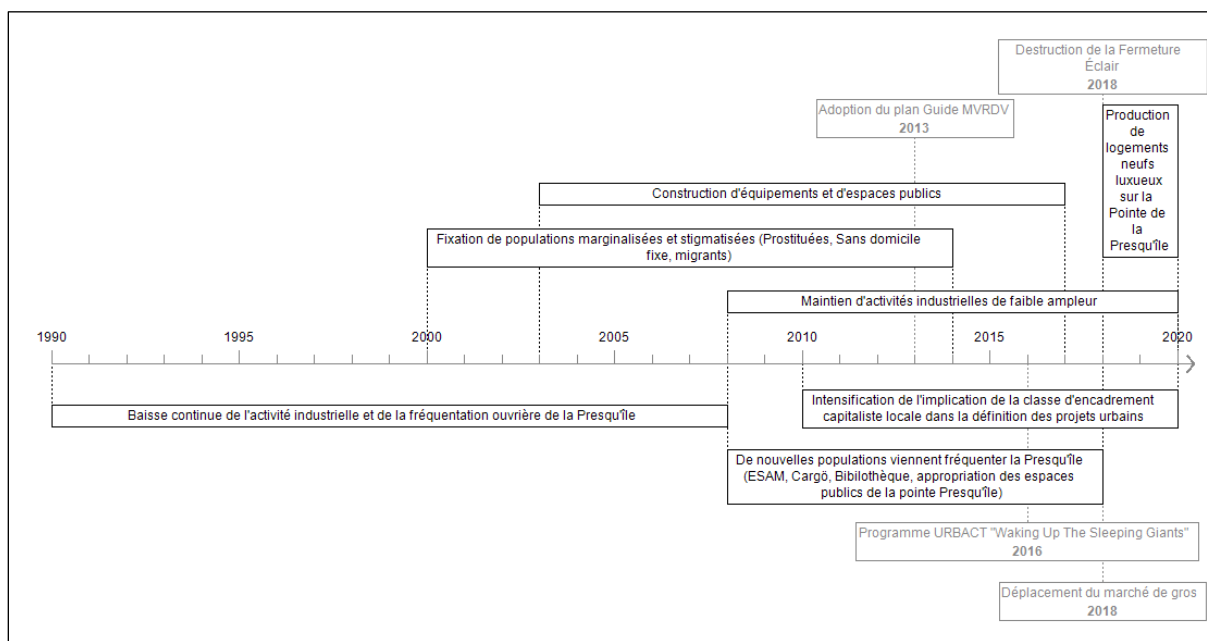 Destruction de la Fermeture
Éclair
2018
Adoption du plan Guide MVRDV
2013
Production
de
logements
neufs
luxueux
sur la
Pointe de
la
Presqu'île
Construction d'équipements et d'espaces publics
Fixation de populations marginalisées et stigmatisées (Prostituées, Sans domicile
fixe, migrants)
Maintien d'activités industrielles de faible ampleur
1990 1995 2000 2005 2010 2015 2020
Baisse continue de l'activité industrielle et de la fréquentation ouvrière de la Presqu'île
Intensification de l'implication de la classe d'encadrement
capitaliste locale dans la définition des projets urbains
De nouvelles populations viennent fréquenter la Presqu'île
(ESAM, Cargö, Bibilothèque, appropriation des espaces
publics de la pointe Presqu'île)
Programme URBACT "Waking Up The Sleeping Giants"
2016
Déplacement du marché de gros
2018